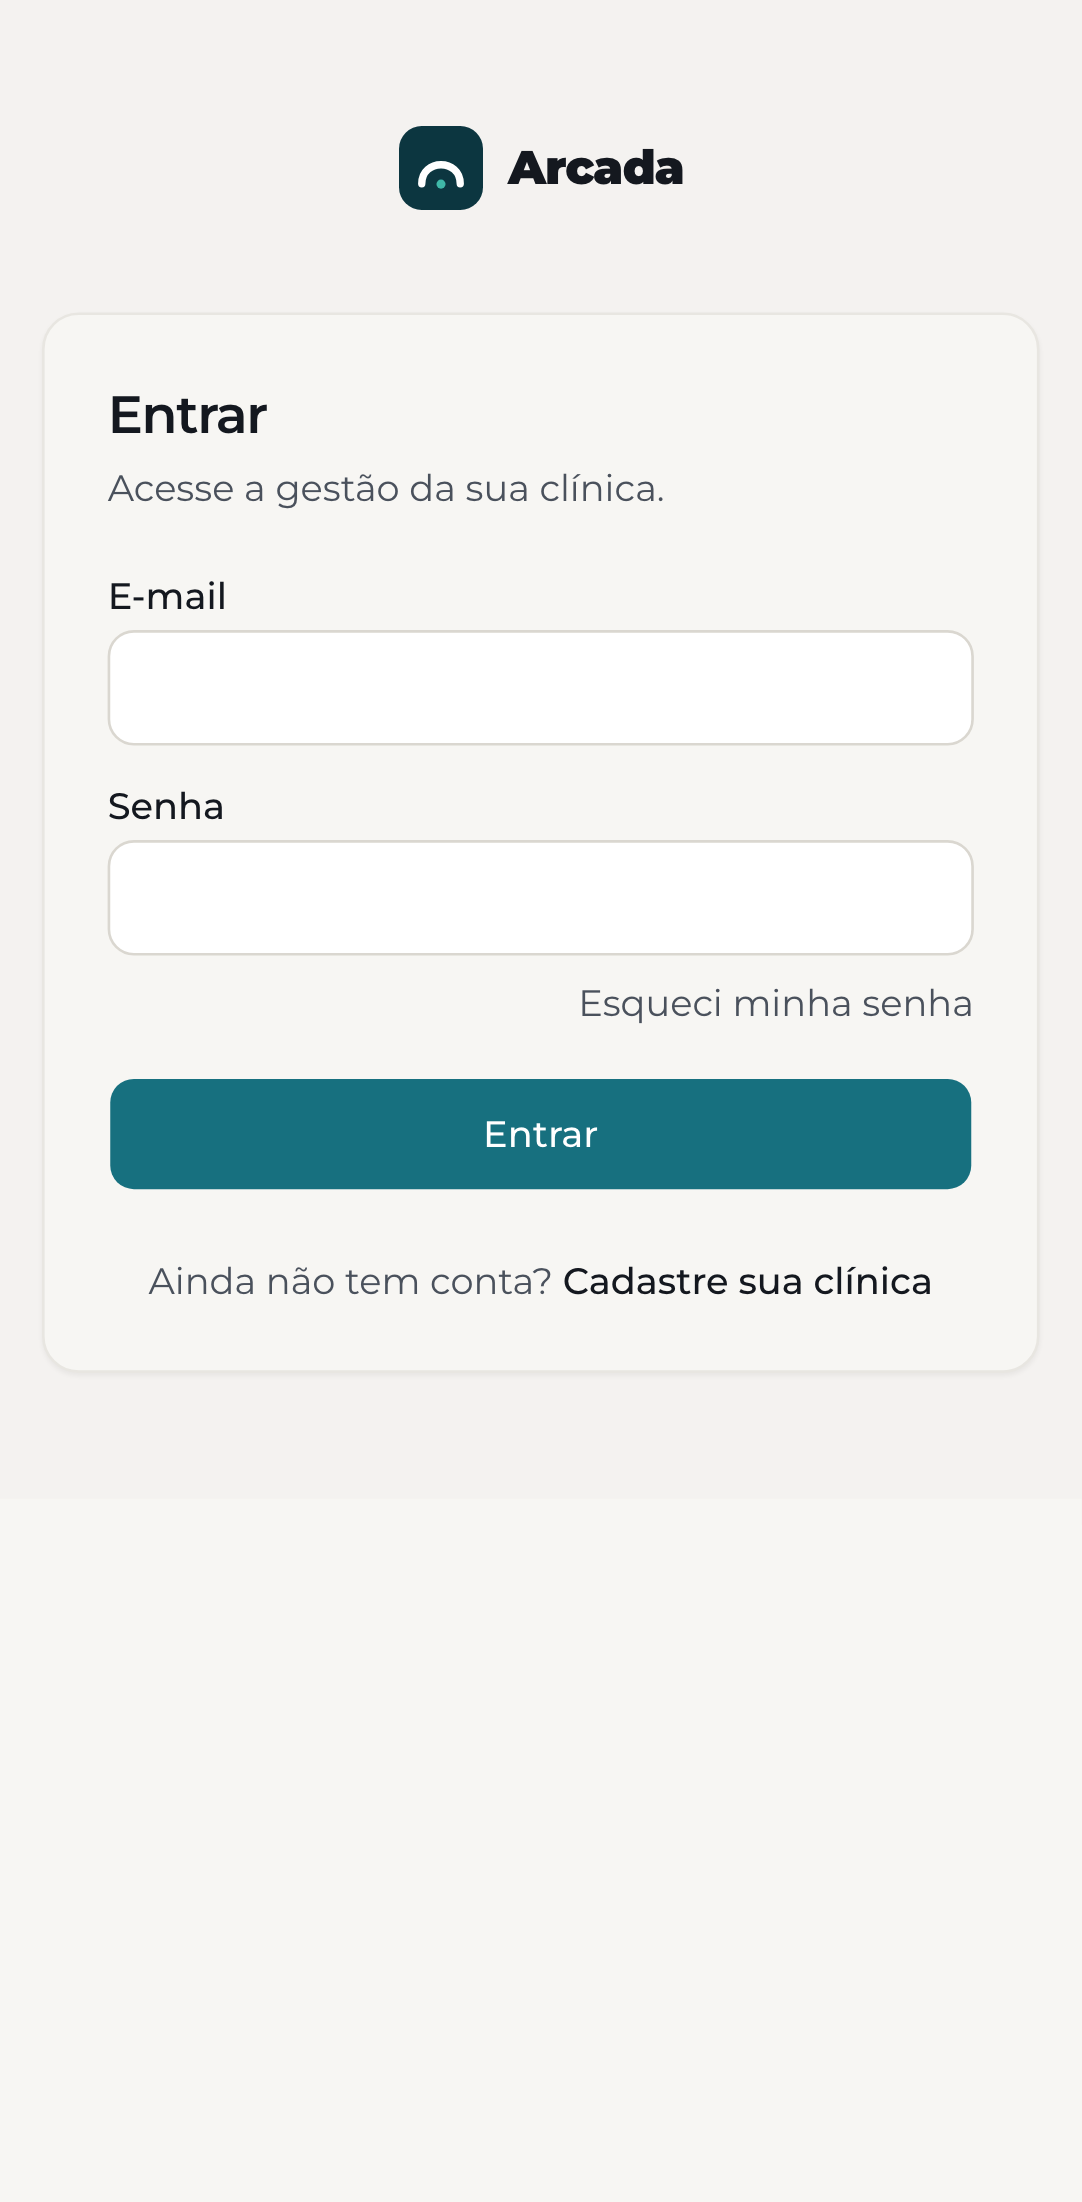 Arcada
Entrar
Acesse a gestão da sua clínica.
E-mail
Senha
Esqueci minha senha
Entrar
Ainda não tem conta? Cadastre sua clínica